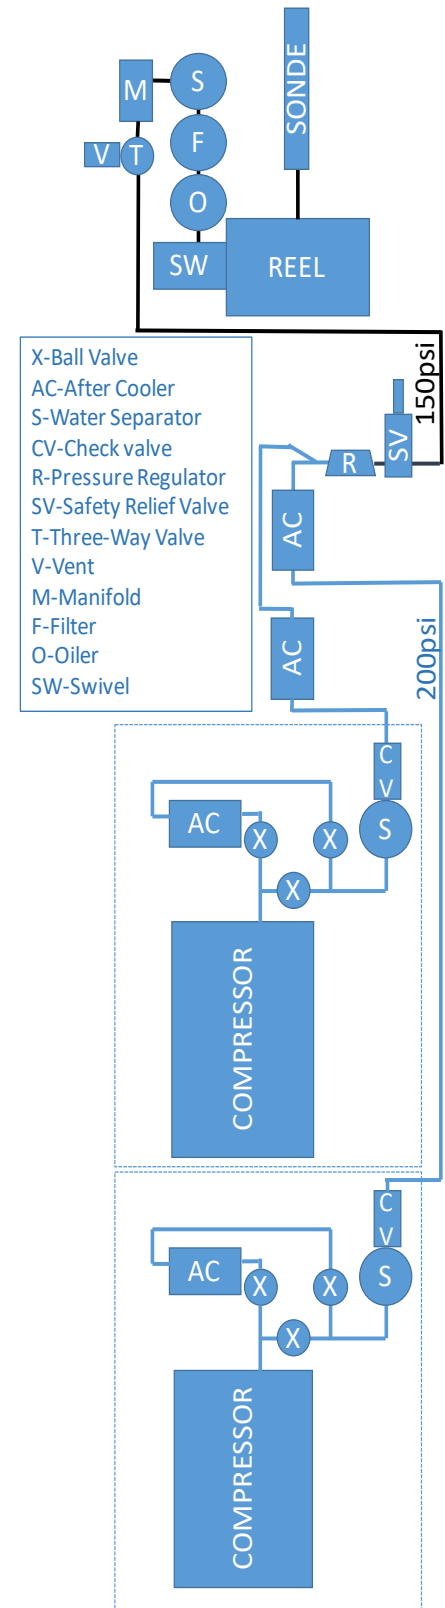 SONDE
S
M
F
V
T
O
SW
REEL
X-Ball Valve
AC-After Cooler
S-Water Separator
CV-Check valve
R-Pressure Regulator
SV-Safety Relief Valve
T-Three-Way Valve
V-Vent
M-Manifold
F-Filter
O-Oiler
SW-Swivel
150psi
SV
R
AC
200psi
AC
C
V
S
AC
X
X
X
COMPRESSOR
C
V
S
AC
X
X
X
COMPRESSOR